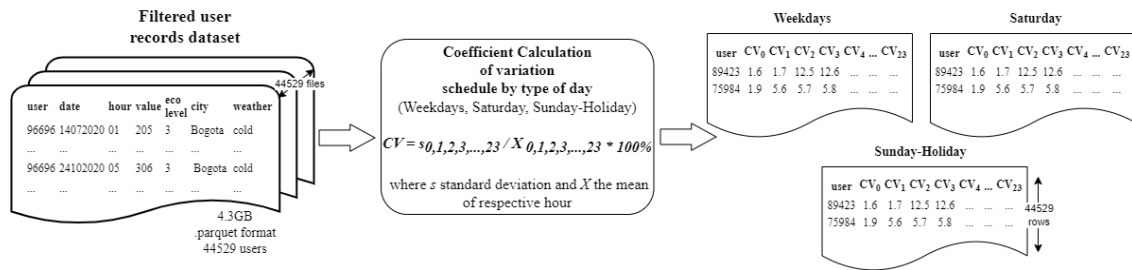 Filtered user
records dataset
44529 files
user date hour value eco level city weather
96696 14072020 01 205 3 Bogota cold
... ... ... ... ... ... ...
96696 24102020 05 306 3 Bogota cold
... ... ... ... ... ... ...
4.3GB
.parquet format
44529 users
Coefficient Calculation
of variation
schedule by type of day
(Weekdays, Saturday, Sunday-Holiday)
CV = s0,1,2,3,...,23 / X 0,1,2,3,...,23 * 100%
where s standard deviation and X the mean
of respective hour
Weekdays
user CV0 CV1 CV2 CV3 CV4 ... CV23
89423 1.6 1.7 12.5 12.6 ... ... ...
75984 1.9 5.6 5.7 5.8 ... ... ...
Saturday
user CV0 CV1 CV2 CV3 CV4 ... CV23
89423 1.6 1.7 12.5 12.6 ... ... ...
75984 1.9 5.6 5.7 5.8 ... ... ...
Sunday-Holiday
user CV0 CV1 CV2 CV3 CV4 ... CV23
89423 1.6 1.7 12.5 12.6 ... ... ...
75984 1.9 5.6 5.7 5.8 ... ... ...
44529
rows